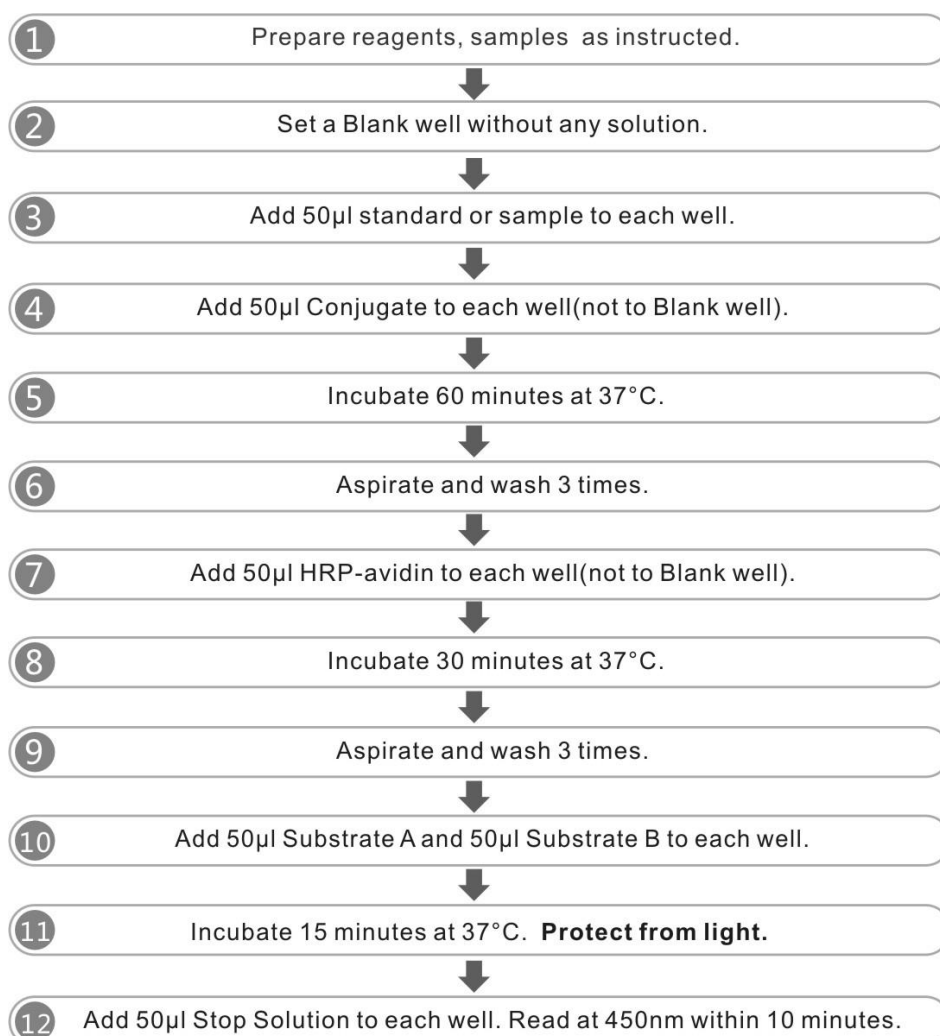 1 Prepare reagents, samples as instructed.
2 Set a Blank well without any solution.
3 Add 50μl standard or sample to each well.
4 Add 50μl Conjugate to each well(not to Blank well).
5 Incubate 60 minutes at 37°C.
6 Aspirate and wash 3 times.
7 Add 50μl HRP-avidin to each well(not to Blank well).
8 Incubate 30 minutes at 37°C.
9 Aspirate and wash 3 times.
10 Add 50μl Substrate A and 50μl Substrate B to each well.
11 Incubate 15 minutes at 37°C. Protect from light.
12 Add 50μl Stop Solution to each well. Read at 450nm within 10 minutes.